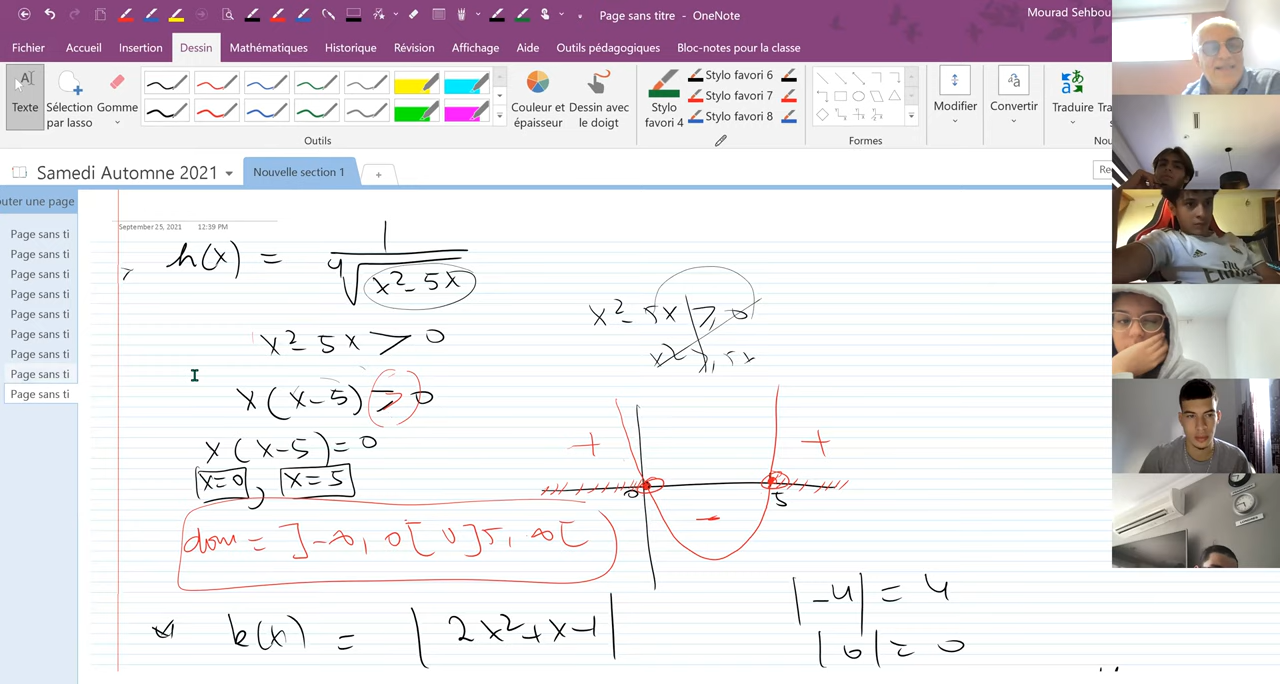 Page sans titre - OneNote
Mourad Sehbou
Fichier Accueil Insertion Dessin Mathématiques Historique Révision Affichage Aide Outils pédagogiques Bloc-notes pour la classe
Texte
Sélection par lasso
Gomme
Couleur et épaisseur
Dessin avec le doigt
Stylo favori 4
Stylo favori 6
Stylo favori 7
Stylo favori 8
Modifier
Convertir
Traduire
Outils
Formes
Samedi Automne 2021
Nouvelle section 1
+
Re
outer une page
Page sans ti
Page sans ti
Page sans ti
Page sans ti
Page sans ti
Page sans ti
Page sans ti
Page sans ti
Page sans ti
September 25, 2021 12:39 PM
h(x) = 1 / ∜(x² - 5x)
x² - 5x > 0
x(x-5) > 0
x(x-5) = 0
x=0, x=5
dom = ]-∞, 0[ U ]5, ∞[
k(x) = |2x²+x-1|
x² - 5x ≥ 0
x² ≥ 5x
+ +
0 5
-
|-4| = 4
|0| = 0